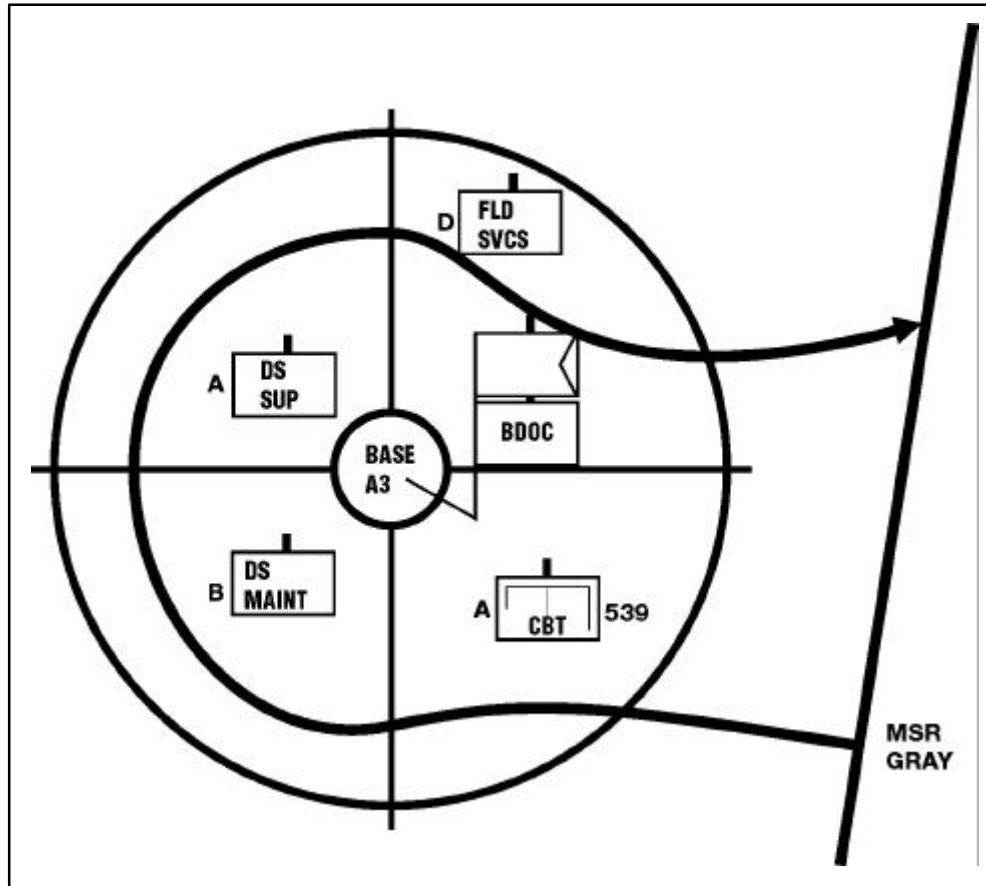 D
FLD
SVCS
A
DS
SUP
BDOC
BASE
A3
B
DS
MAINT
A
CBT
539
MSR
GRAY